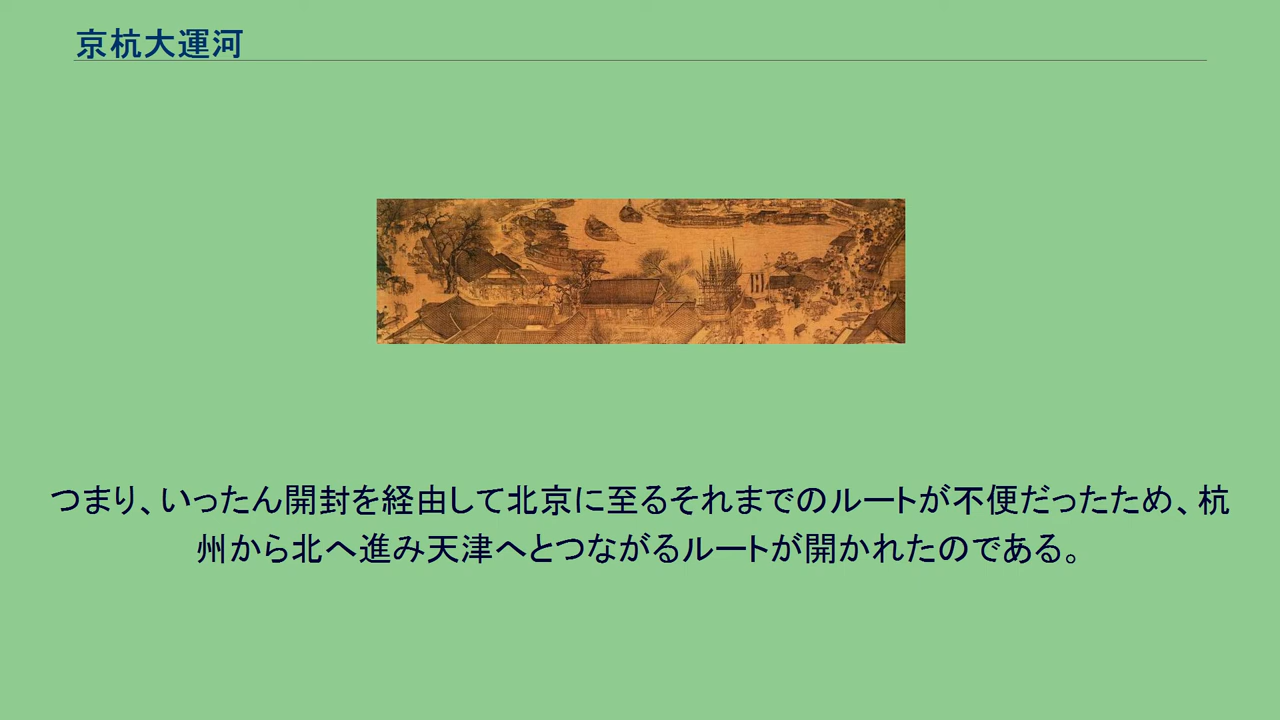 京杭大運河
つまり、いったん開封を経由して北京に至るそれまでのルートが不便だったため、杭
州から北へ進み天津へとつながるルートが開かれたのである。